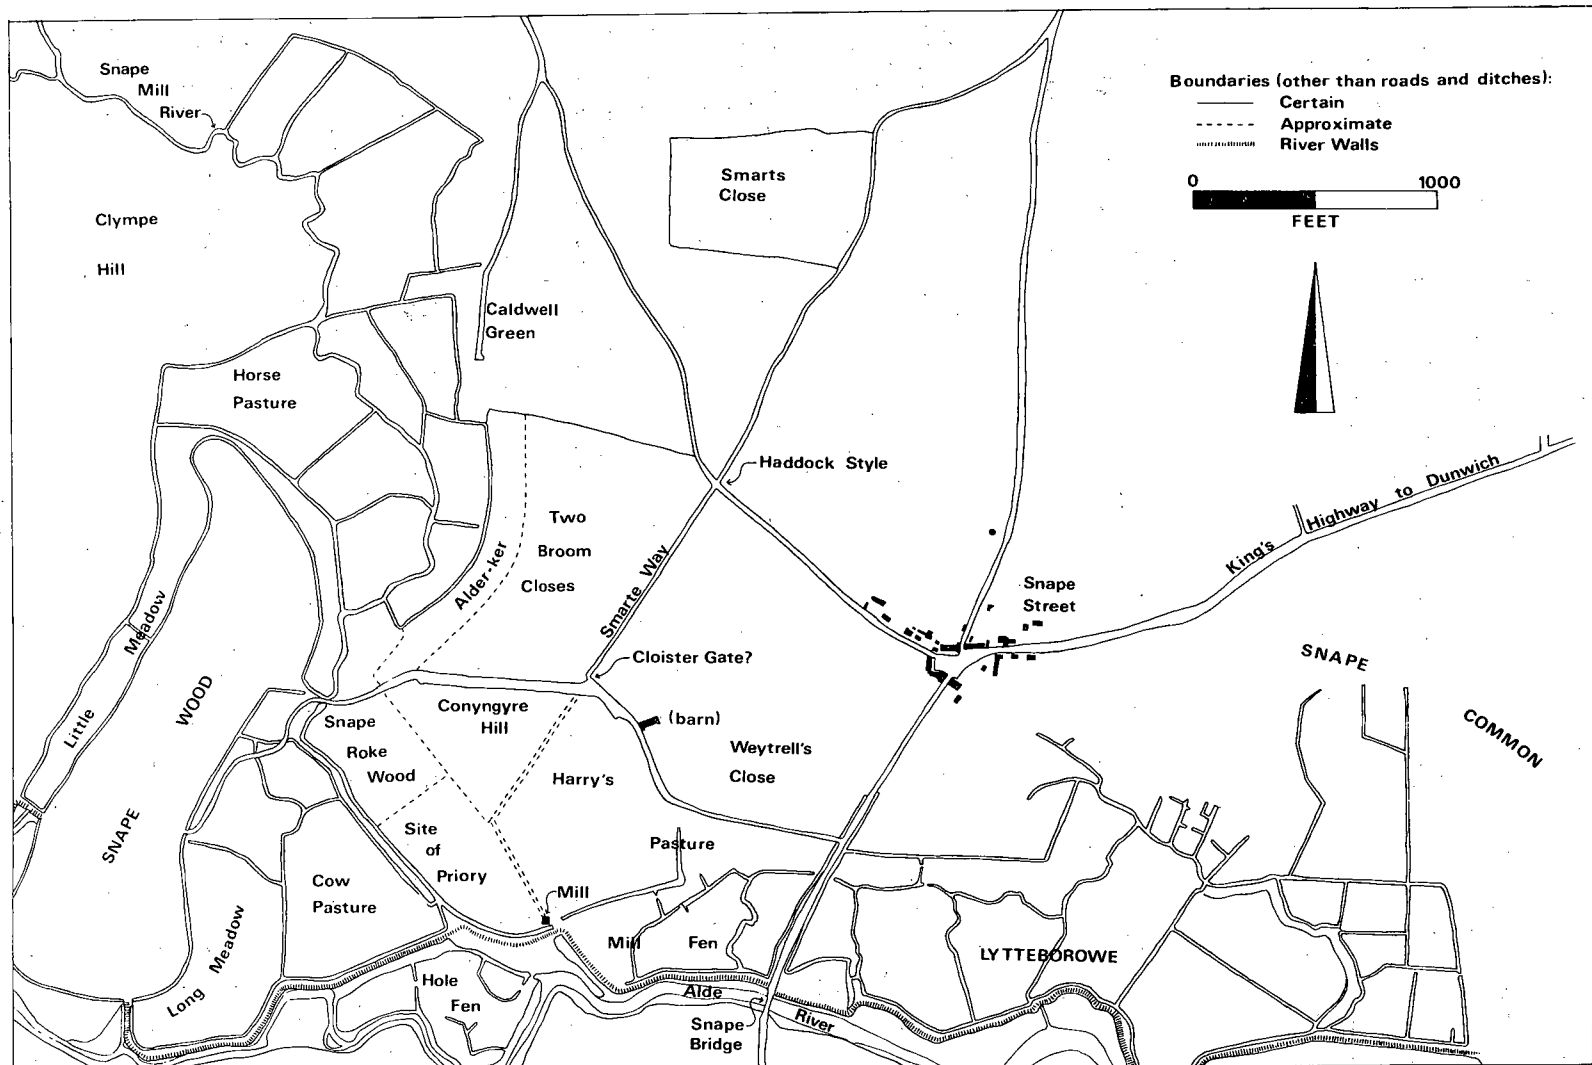 Snape
Mill
River
Boundaries (other than roads and ditches):
Certain
Approximate
River Walls
0 1000
FEET
Smarts
Close
Clympe
Hill
Caldwell
Green
Horse
Pasture
Haddock Style
King's Highway to Dunwich
Two
Broom
Closes
Alder-ker
Smarte Way
Snape
Street
Little Meadow
SNAPE WOOD
Cloister Gate?
SNAPE
COMMON
Conyngyre
Hill
(barn)
Snape
Roke
Wood
Weytrell's
Close
Harry's
Pasture
Site
of
Priory
Cow
Pasture
Mill
Long Meadow
Mill Fen
LYTTEBOROWE
Hole
Fen
Alde
River
Snape
Bridge